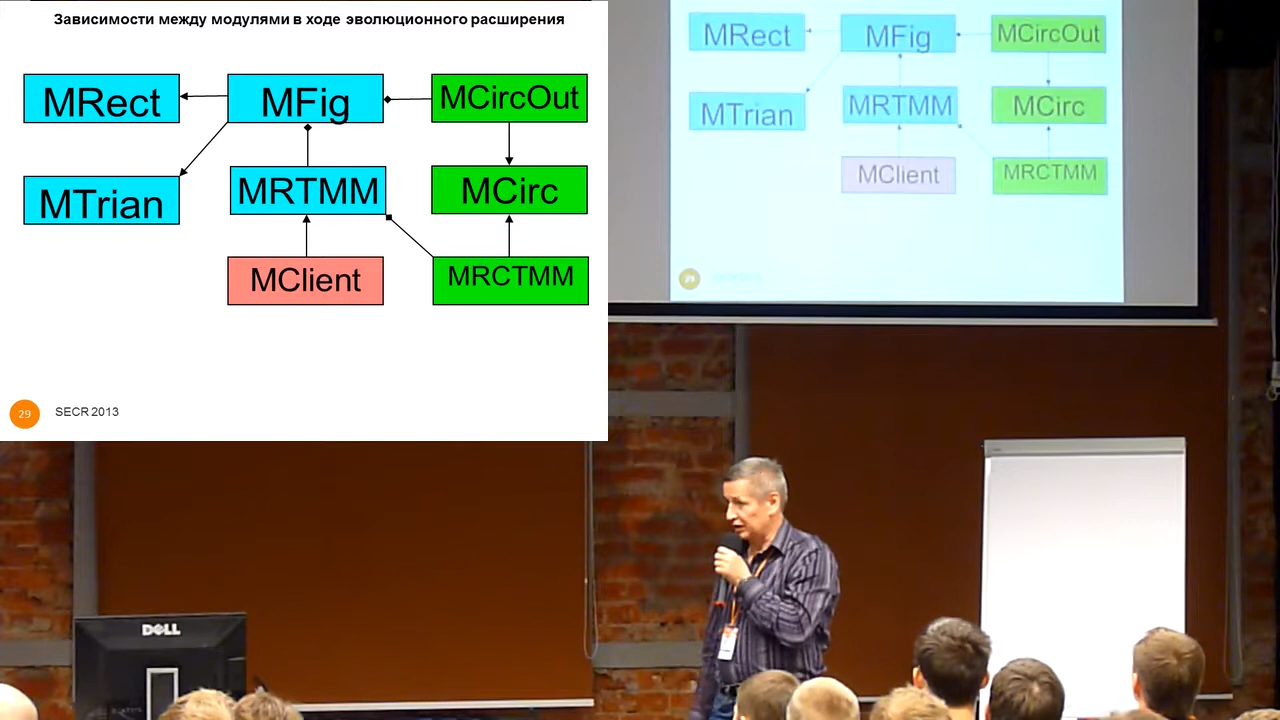 Зависимости между модулями в ходе эволюционного расширения
MRect
MFig
MCircOut
MTrian
MRTMM
MCirc
MClient
MRCTMM
29
SECR 2013
MRect
MFig
MCircOut
MTrian
MRTMM
MCirc
MClient
MRCTMM
29
DELL